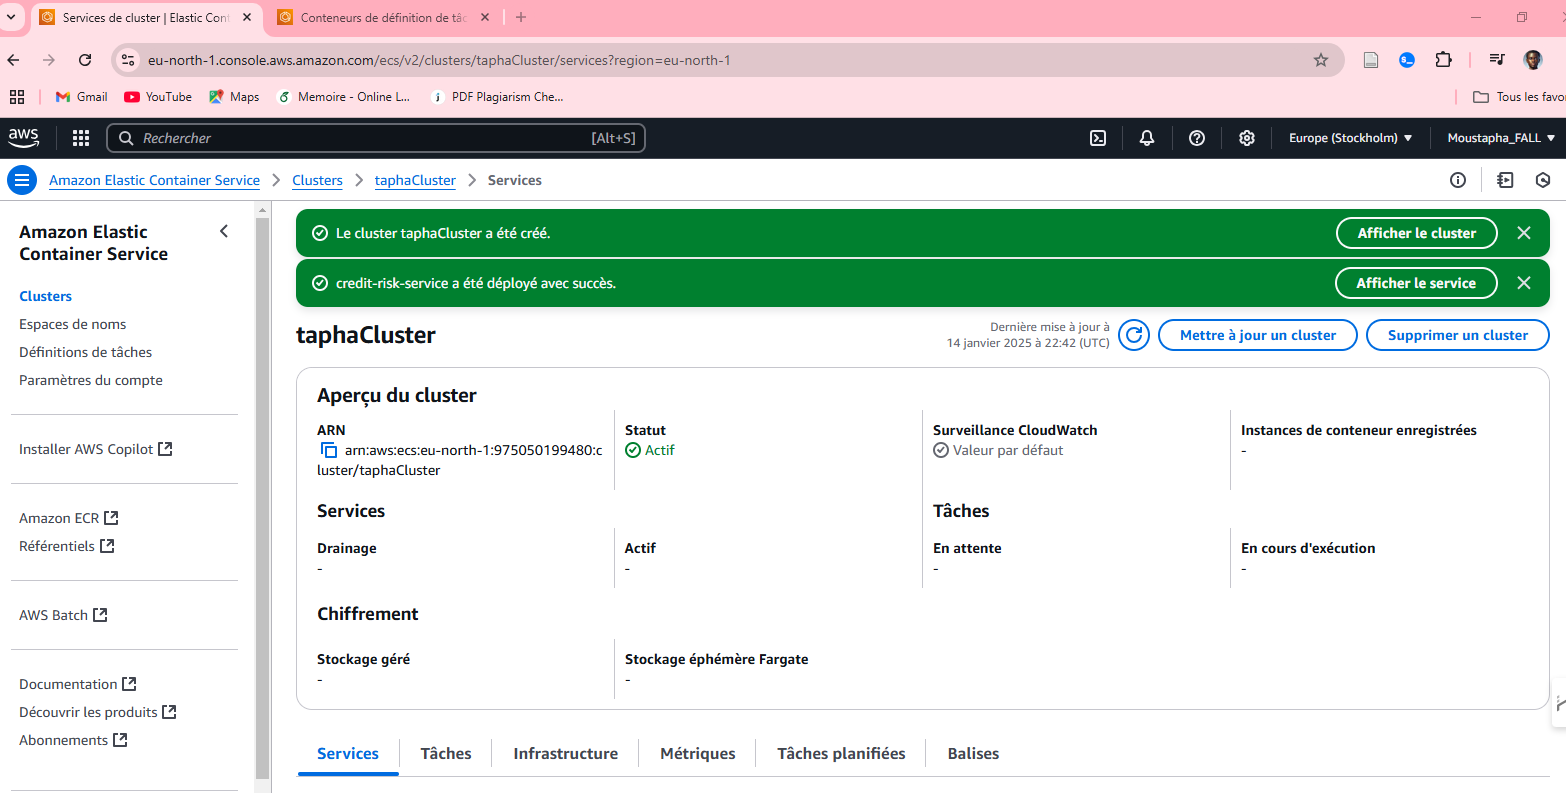 Services de cluster | Elastic Cont
Conteneurs de définition de tâc
eu-north-1.console.aws.amazon.com/ecs/v2/clusters/taphaCluster/services?region=eu-north-1
Gmail
YouTube
Maps
Memoire - Online L...
PDF Plagiarism Che...
Tous les favo
aws
Rechercher
[Alt+S]
Europe (Stockholm)
Moustapha_FALL
Amazon Elastic Container Service
Clusters
taphaCluster
Services
Amazon Elastic
Container Service
Clusters
Espaces de noms
Définitions de tâches
Paramètres du compte
Installer AWS Copilot
Amazon ECR
Référentiels
AWS Batch
Documentation
Découvrir les produits
Abonnements
Le cluster taphaCluster a été créé.
Afficher le cluster
credit-risk-service a été déployé avec succès.
Afficher le service
taphaCluster
Dernière mise à jour à
14 janvier 2025 à 22:42 (UTC)
Mettre à jour un cluster
Supprimer un cluster
Aperçu du cluster
ARN
arn:aws:ecs:eu-north-1:975050199480:c
luster/taphaCluster
Statut
Actif
Surveillance CloudWatch
Valeur par défaut
Instances de conteneur enregistrées
-
Services
Tâches
Drainage
-
Actif
-
En attente
-
En cours d'exécution
-
Chiffrement
Stockage géré
-
Stockage éphémère Fargate
-
Services
Tâches
Infrastructure
Métriques
Tâches planifiées
Balises